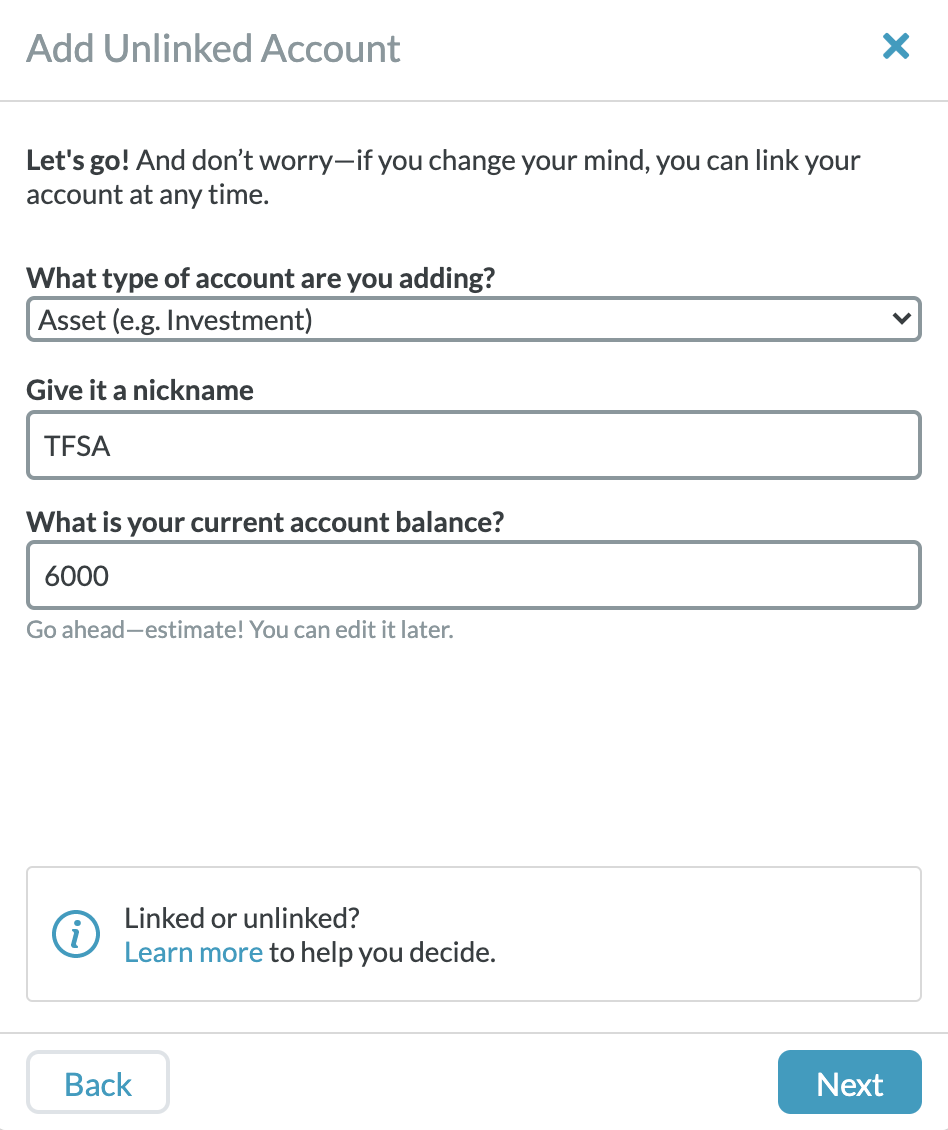 Add Unlinked Account
Let's go! And don’t worry—if you change your mind, you can link your
account at any time.
What type of account are you adding?
Asset (e.g. Investment)
Give it a nickname
TFSA
What is your current account balance?
6000
Go ahead—estimate! You can edit it later.
Linked or unlinked?
Learn more to help you decide.
Back
Next